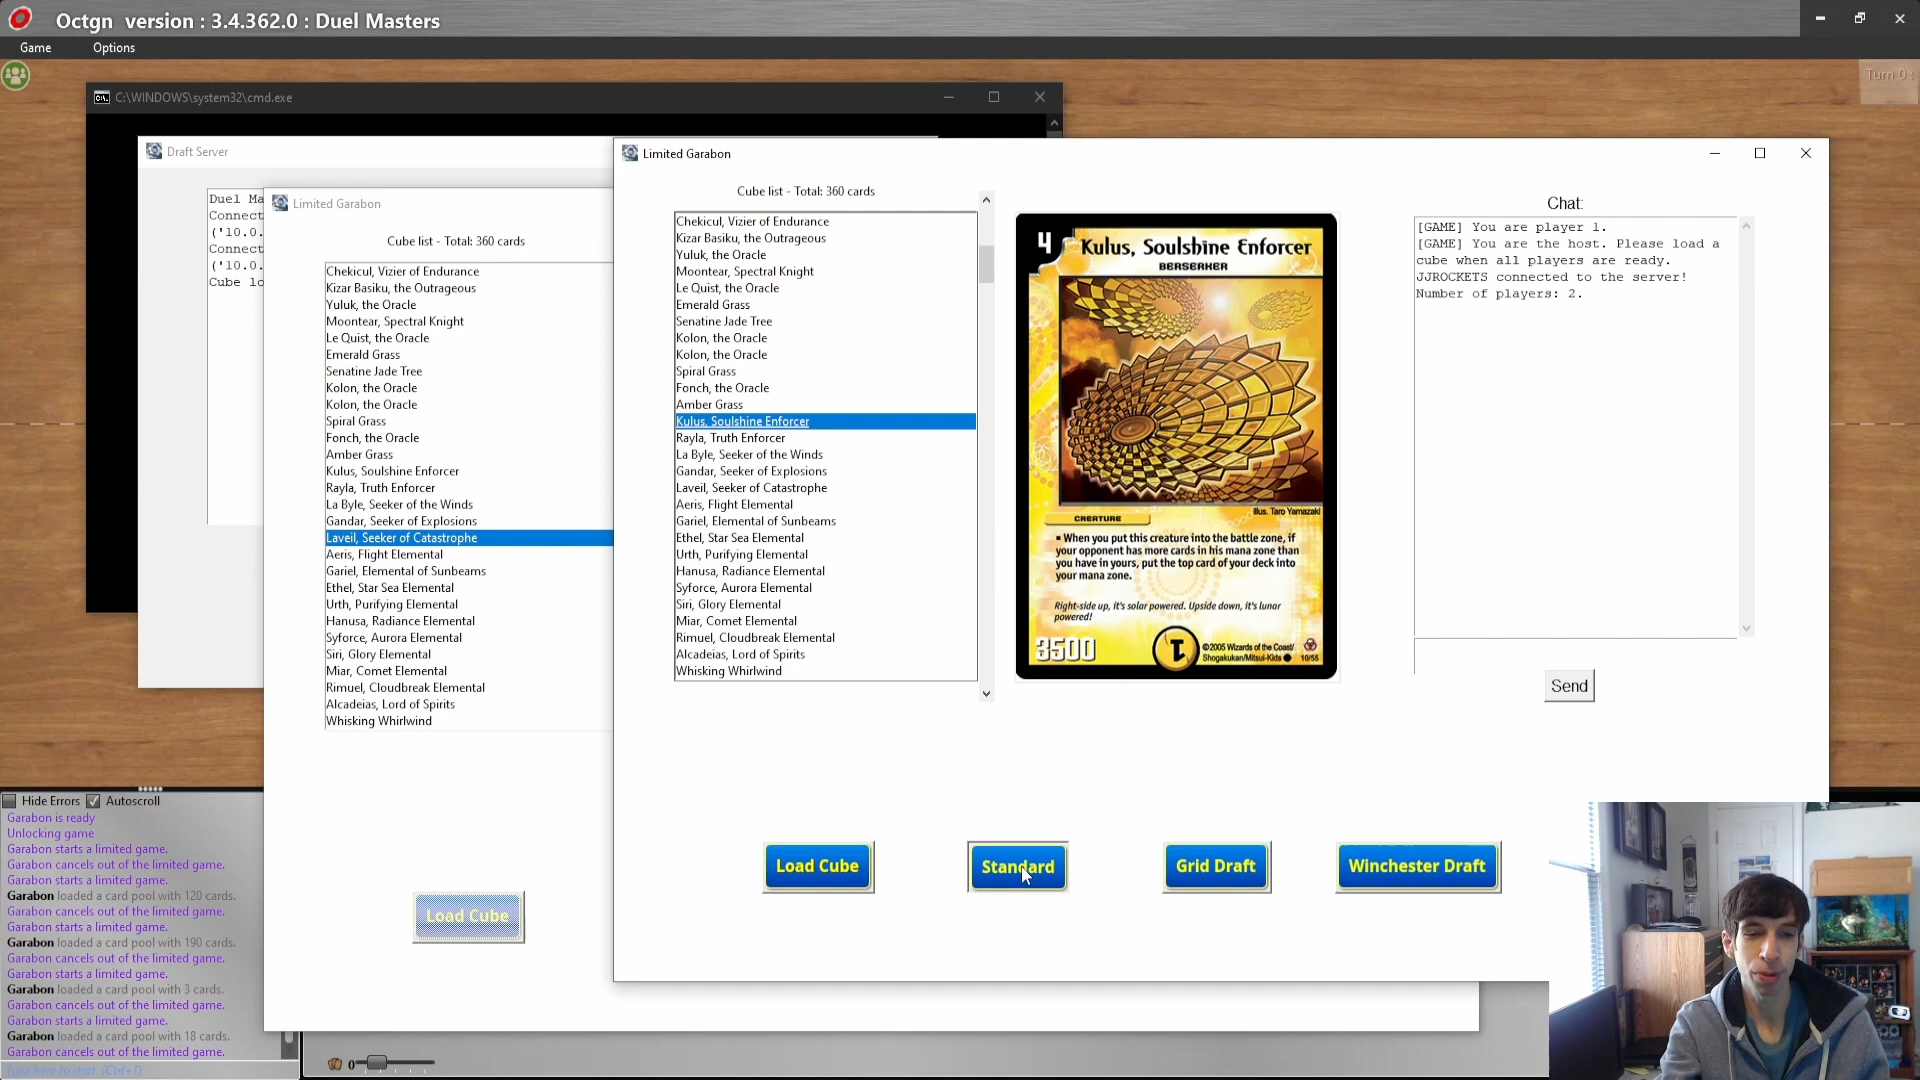 Octgn version : 3.4.362.0 : Duel Masters
Game
Options
Turn 0 :
C:\WINDOWS\system32\cmd.exe
Draft Server
Duel Ma
Connect
('10.0.
Connect
('10.0.
Cube lo
Limited Garabon
Cube list - Total: 360 cards
Chekicul, Vizier of Endurance
Kizar Basiku, the Outrageous
Yuluk, the Oracle
Moontear, Spectral Knight
Le Quist, the Oracle
Emerald Grass
Senatine Jade Tree
Kolon, the Oracle
Kolon, the Oracle
Spiral Grass
Fonch, the Oracle
Amber Grass
Kulus, Soulshine Enforcer
Rayla, Truth Enforcer
La Byle, Seeker of the Winds
Gandar, Seeker of Explosions
Laveil, Seeker of Catastrophe
Aeris, Flight Elemental
Gariel, Elemental of Sunbeams
Ethel, Star Sea Elemental
Urth, Purifying Elemental
Hanusa, Radiance Elemental
Syforce, Aurora Elemental
Siri, Glory Elemental
Miar, Comet Elemental
Rimuel, Cloudbreak Elemental
Alcadeias, Lord of Spirits
Whisking Whirlwind
Load Cube
Limited Garabon
Cube list - Total: 360 cards
Chekicul, Vizier of Endurance
Kizar Basiku, the Outrageous
Yuluk, the Oracle
Moontear, Spectral Knight
Le Quist, the Oracle
Emerald Grass
Senatine Jade Tree
Kolon, the Oracle
Kolon, the Oracle
Spiral Grass
Fonch, the Oracle
Amber Grass
Kulus, Soulshine Enforcer
Rayla, Truth Enforcer
La Byle, Seeker of the Winds
Gandar, Seeker of Explosions
Laveil, Seeker of Catastrophe
Aeris, Flight Elemental
Gariel, Elemental of Sunbeams
Ethel, Star Sea Elemental
Urth, Purifying Elemental
Hanusa, Radiance Elemental
Syforce, Aurora Elemental
Siri, Glory Elemental
Miar, Comet Elemental
Rimuel, Cloudbreak Elemental
Alcadeias, Lord of Spirits
Whisking Whirlwind
4
Kulus, Soulshine Enforcer
BERSERKER
Illus. Taro Yamazaki
CREATURE
▪ When you put this creature into the battle zone, if
your opponent has more cards in his mana zone than
you have in yours, put the top card of your deck into
your mana zone.
Right-side up, it's solar powered. Upside down, it's lunar
powered!
3500
1
©2005 Wizards of the Coast/
Shogakukan/Mitsui-Kids ● 10/55
Chat:
[GAME] You are player 1.
[GAME] You are the host. Please load a
cube when all players are ready.
JJROCKETS connected to the server!
Number of players: 2.
Send
Load Cube
Standard
Grid Draft
Winchester Draft
Hide Errors
Autoscroll
Garabon is ready
Unlocking game
Garabon starts a limited game.
Garabon cancels out of the limited game.
Garabon starts a limited game.
Garabon loaded a card pool with 120 cards.
Garabon cancels out of the limited game.
Garabon starts a limited game.
Garabon loaded a card pool with 190 cards.
Garabon cancels out of the limited game.
Garabon starts a limited game.
Garabon loaded a card pool with 3 cards.
Garabon cancels out of the limited game.
Garabon starts a limited game.
Garabon loaded a card pool with 18 cards.
Garabon cancels out of the limited game.
Type here to chat (Ctrl+T)
0